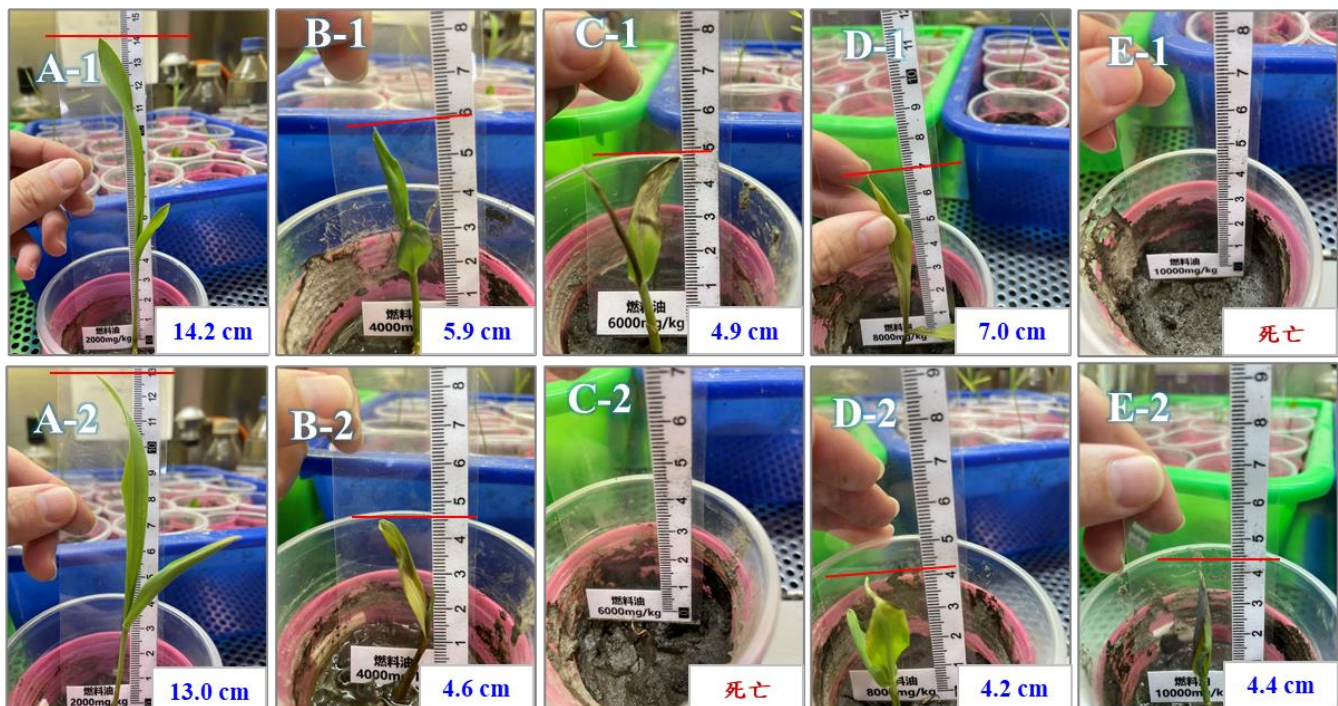 A-1
燃料油
2000mg/kg
14.2 cm
B-1
燃料
4000m
5.9 cm
C-1
燃料油
6000mg/kg
4.9 cm
D-1
燃料油
8000mg/kg
7.0 cm
E-1
燃料油
10000mg/kg
死亡
A-2
燃料油
2000mg/kg
13.0 cm
B-2
燃料油
4000mg/
4.6 cm
C-2
燃料油
6000mg/kg
死亡
D-2
燃料油
8000mg/
4.2 cm
E-2
燃料油
10000mg/k
4.4 cm